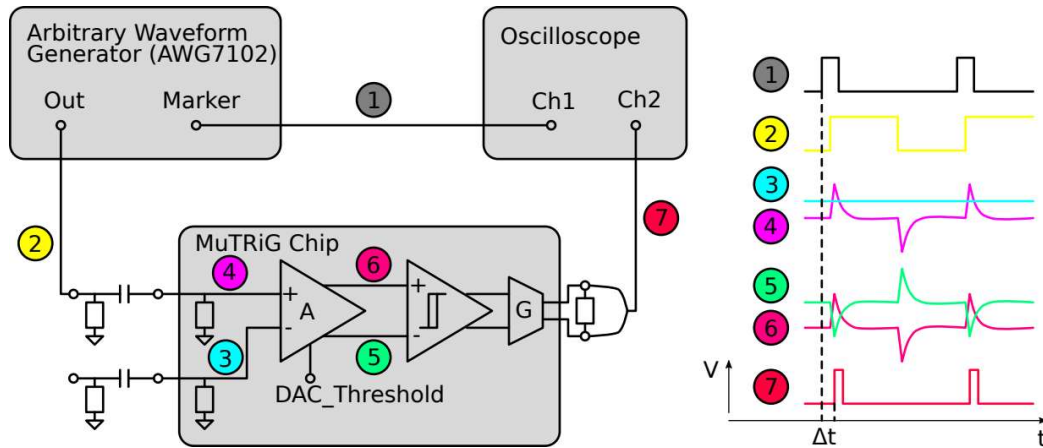 Arbitrary Waveform
Generator (AWG7102)
Out
Marker
Oscilloscope
Ch1
Ch2
1
2
7
MuTRiG Chip
4
6
+
-
A
+
-
G
3
5
DAC_Threshold
1
2
3
4
5
6
7
V
Δt
t